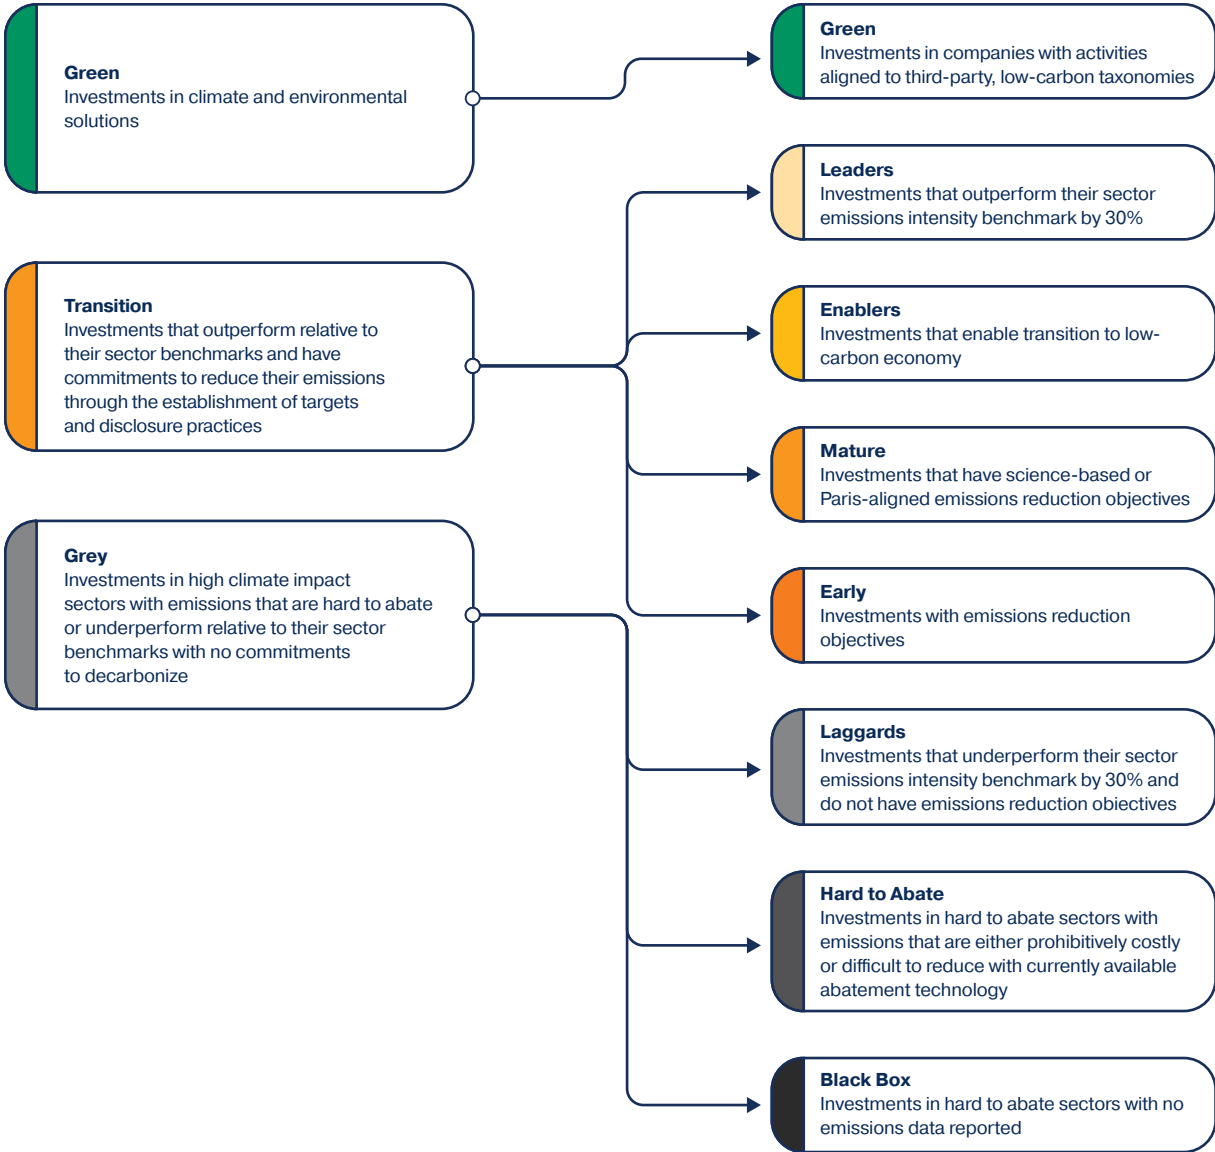 Green
Investments in climate and environmental
solutions
Transition
Investments that outperform relative to
their sector benchmarks and have
commitments to reduce their emissions
through the establishment of targets
and disclosure practices
Grey
Investments in high climate impact
sectors with emissions that are hard to abate
or underperform relative to their sector
benchmarks with no commitments
to decarbonize
Green
Investments in companies with activities
aligned to third-party, low-carbon taxonomies
Leaders
Investments that outperform their sector
emissions intensity benchmark by 30%
Enablers
Investments that enable transition to low-
carbon economy
Mature
Investments that have science-based or
Paris-aligned emissions reduction objectives
Early
Investments with emissions reduction
objectives
Laggards
Investments that underperform their sector
emissions intensity benchmark by 30% and
do not have emissions reduction obiectives
Hard to Abate
Investments in hard to abate sectors with
emissions that are either prohibitively costly
or difficult to reduce with currently available
abatement technology
Black Box
Investments in hard to abate sectors with no
emissions data reported